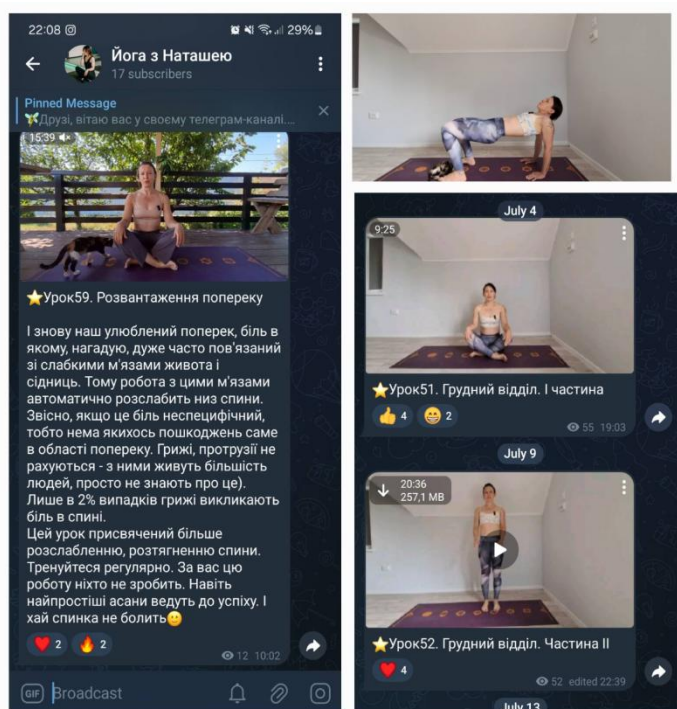 22:08
29%
Йога з Наташею
17 subscribers
Pinned Message
🌿Друзі, вітаю вас у своєму телеграм-каналі....
15:39
⭐Урок59. Розвантаження попереку
І знову наш улюблений поперек, біль в
якому, нагадую, дуже часто пов'язаний
зі слабкими м'язами живота і
сідниць. Тому робота з цими м'язами
автоматично розслабить низ спини.
Звісно, якщо це біль неспецифічний,
тобто нема якихось пошкоджень саме
в області попереку. Грижі, протрузії не
рахуються - з ними живуть більшість
людей, просто не знають про це).
Лише в 2% випадків грижі викликають
біль в спині.
Цей урок присвячений більше
розслабленню, розтягненню спини.
Тренуйтеся регулярно. За вас цю
роботу ніхто не зробить. Навіть
найпростіші асани ведуть до успіху. І
хай спинка не болить🙂
❤️ 2 🔥 2
12 10:02
GIF Broadcast
July 4
9:25
⭐Урок51. Грудний відділ. І частина
👍 4 😁 2
55 19:03
July 9
20:36
257,1 MB
⭐Урок52. Грудний відділ. Частина ІІ
❤️ 4
52 edited 22:39
July 13